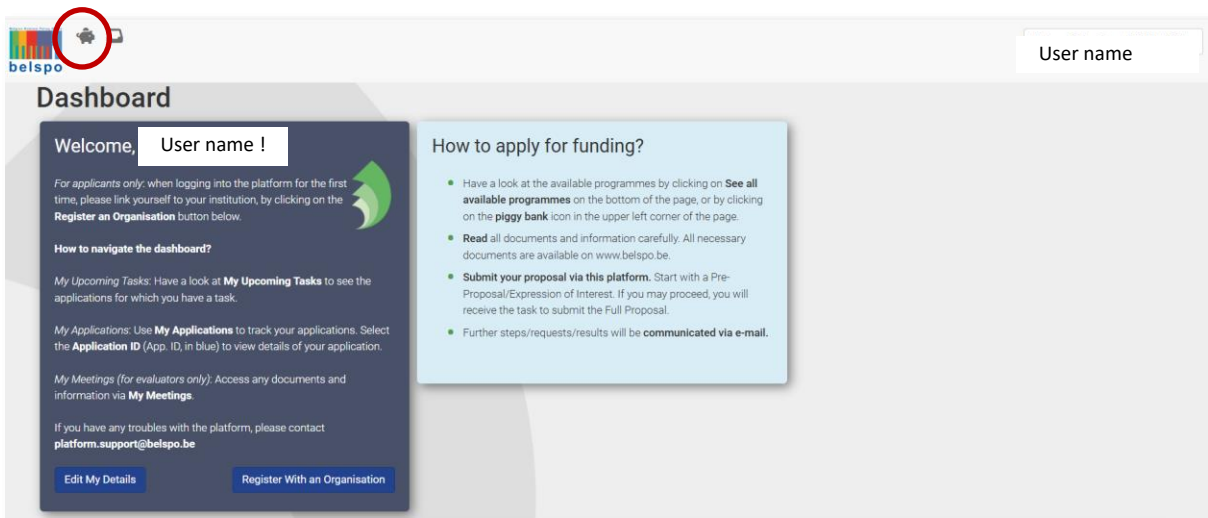 belspo
User name
Dashboard
Welcome,
User name !
For applicants only: when logging into the platform for the first
time, please link yourself to your institution, by clicking on the
Register an Organisation button below.
How to navigate the dashboard?
My Upcoming Tasks: Have a look at My Upcoming Tasks to see the
applications for which you have a task.
My Applications: Use My Applications to track your applications. Select
the Application ID (App. ID, in blue) to view details of your application.
My Meetings (for evaluators only): Access any documents and
information via My Meetings.
If you have any troubles with the platform, please contact
platform.support@belspo.be
Edit My Details
Register With an Organisation
How to apply for funding?
Have a look at the available programmes by clicking on See all
available programmes on the bottom of the page, or by clicking
on the piggy bank icon in the upper left corner of the page.
Read all documents and information carefully. All necessary
documents are available on www.belspo.be.
Submit your proposal via this platform. Start with a Pre-
Proposal/Expression of Interest. If you may proceed, you will
receive the task to submit the Full Proposal.
Further steps/requests/results will be communicated via e-mail.